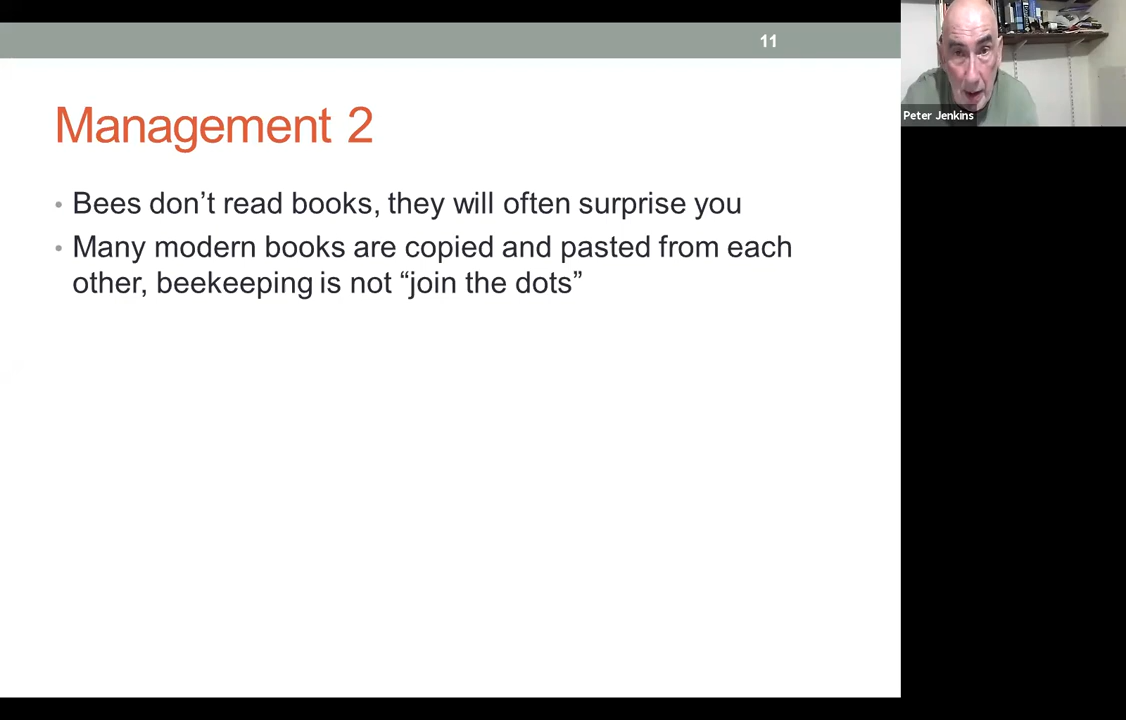 11
Management 2
• Bees don’t read books, they will often surprise you
• Many modern books are copied and pasted from each
other, beekeeping is not “join the dots”
Peter Jenkins